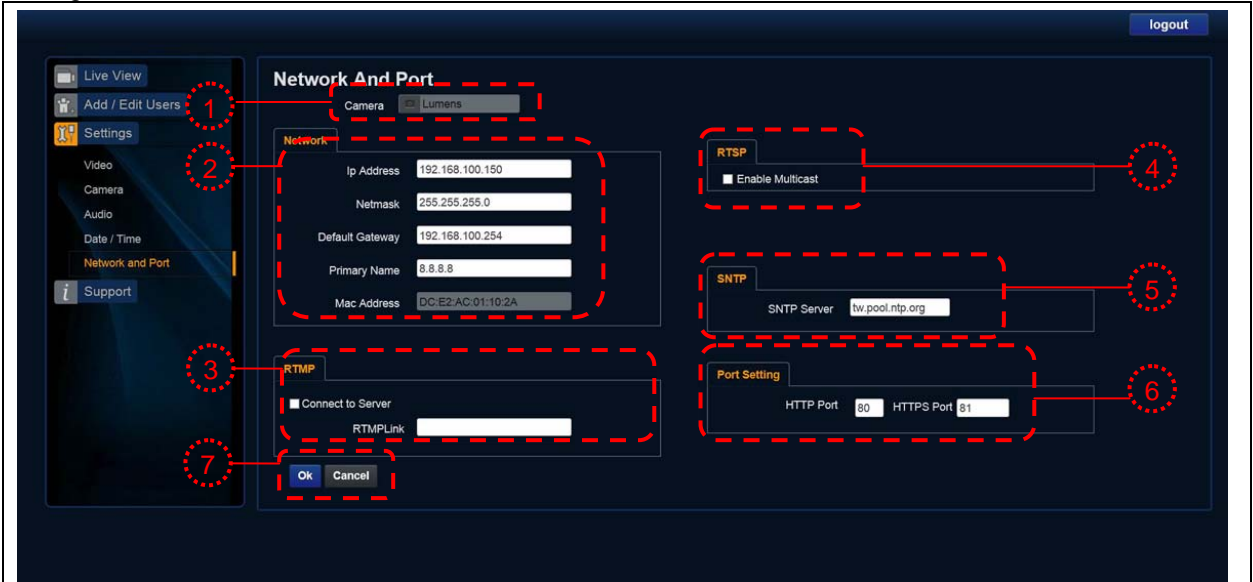 logout
Live View
Add / Edit Users
Settings
Video
Camera
Audio
Date / Time
Network and Port
Support
Network And Port
Camera Lumens
1
Network
2
Ip Address 192.168.100.150
Netmask 255.255.255.0
Default Gateway 192.168.100.254
Primary Name 8.8.8.8
Mac Address DC:E2:AC:01:10:2A
RTMP
3
Connect to Server
RTMPLink
7
Ok Cancel
RTSP
4
Enable Multicast
SNTP
5
SNTP Server tw.pool.ntp.org
Port Setting
6
HTTP Port 80 HTTPS Port 81